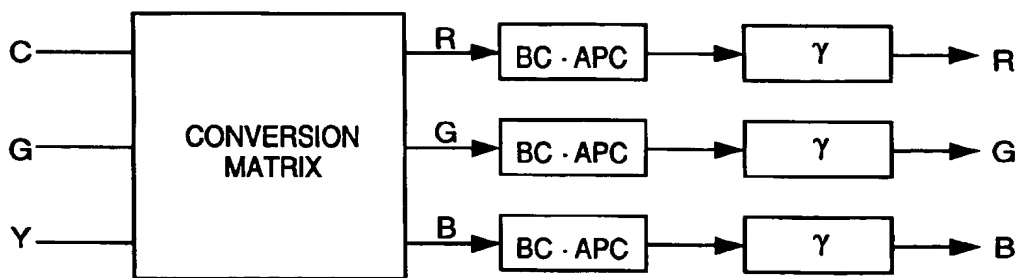 C R BC · APC γ R
G CONVERSION MATRIX G BC · APC γ G
Y B BC · APC γ B